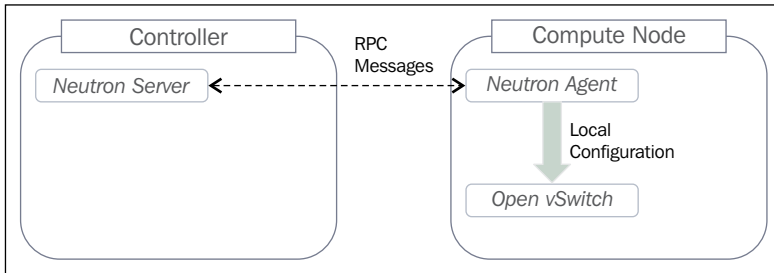 Controller
Neutron Server
RPC
Messages
Compute Node
Neutron Agent
Local
Configuration
Open vSwitch